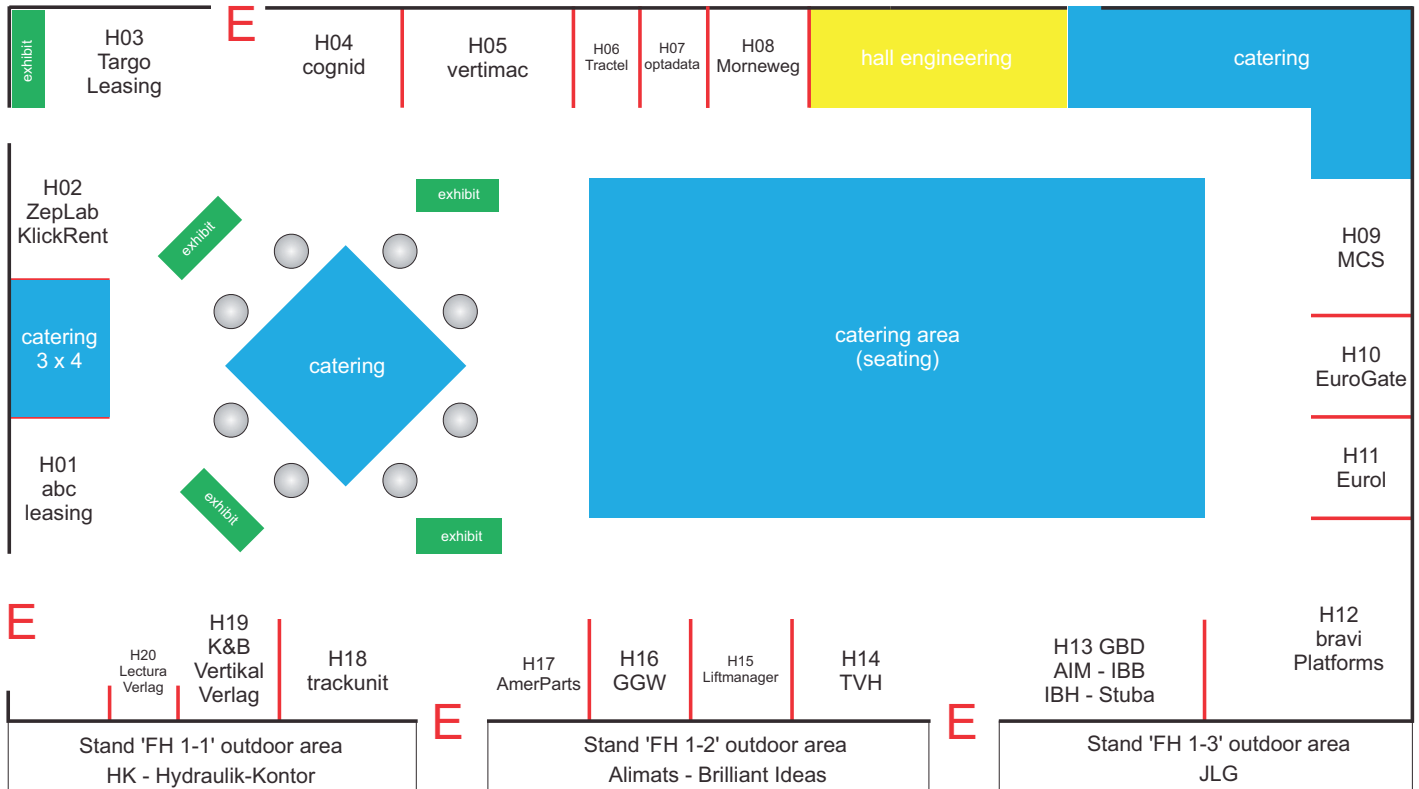 exhibit
H03
Targo
Leasing
E
H04
cognid
H05
vertimac
H06
Tractel
H07
optadata
H08
Morneweg
hall engineering
catering
H02
ZepLab
KlickRent
exhibit
exhibit
H09
MCS
catering
3 x 4
catering
catering area
(seating)
H10
EuroGate
H01
abc
leasing
exhibit
exhibit
H11
Eurol
E
H20
Lectura
Verlag
H19
K&B
Vertikal
Verlag
H18
trackunit
H17
AmerParts
H16
GGW
H15
Liftmanager
H14
TVH
H13 GBD
AIM - IBB
IBH - Stuba
H12
bravi
Platforms
E
E
Stand 'FH 1-1' outdoor area
HK - Hydraulik-Kontor
Stand 'FH 1-2' outdoor area
Alimats - Brilliant Ideas
Stand 'FH 1-3' outdoor area
JLG